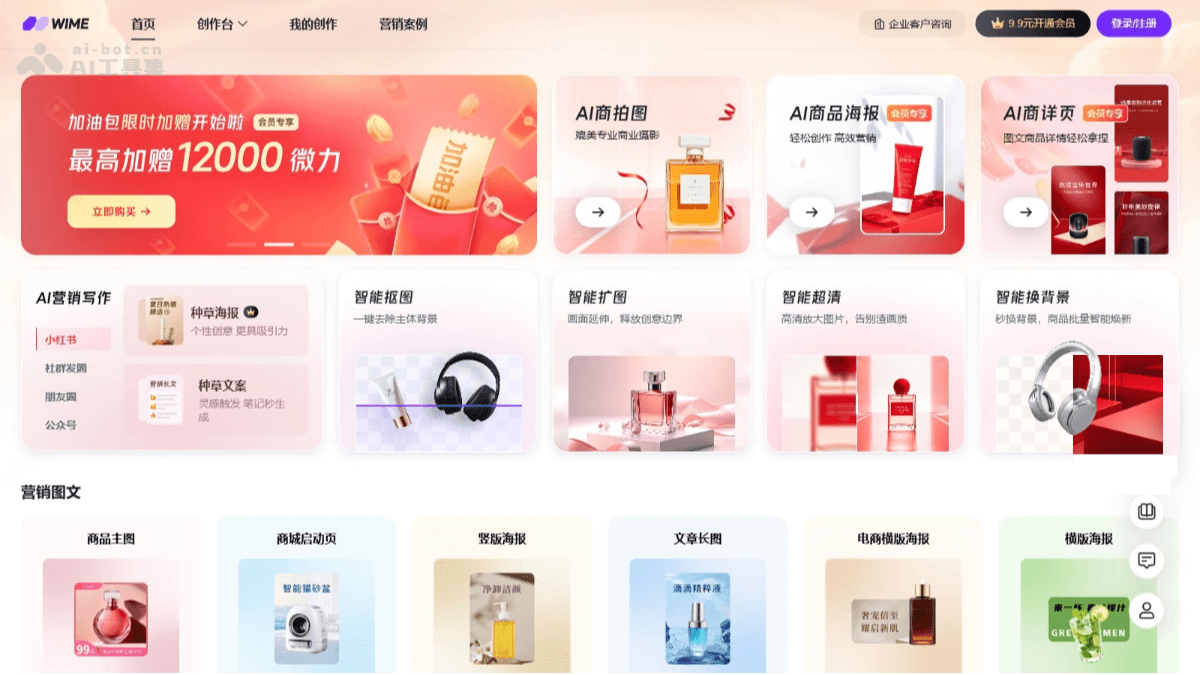 WIME
首页
创作台
我的创作
营销案例
企业客户咨询
9.9元开通会员
登录/注册
ai-bot.cn
AI工具集
加油包限时加赠开始啦 会员专享
最高加赠12000微力
立即购买 →
加油
AI商拍图
媲美专业商业摄影
AI商品海报 会员专享
轻松创作 高效营销
AI商详页 会员专享
图文商品详情轻松拿捏
AI营销写作
小红书
社群发圈
朋友圈
公众号
种草海报
个性创意 更具吸引力
营销长文
种草文案
灵感触发 笔记秒生
成
智能抠图
一键去除主体背景
智能扩图
画面延伸，释放创意边界
智能超清
高清放大图片，告别渣画质
智能换背景
秒换背景，商品批量智能焕新
营销图文
商品主图
99
商城启动页
智能猫砂盆
竖版海报
净卸洁颜
文章长图
滴滴精粹液
电商横版海报
奢宠倍至
耀启新肌
横版海报